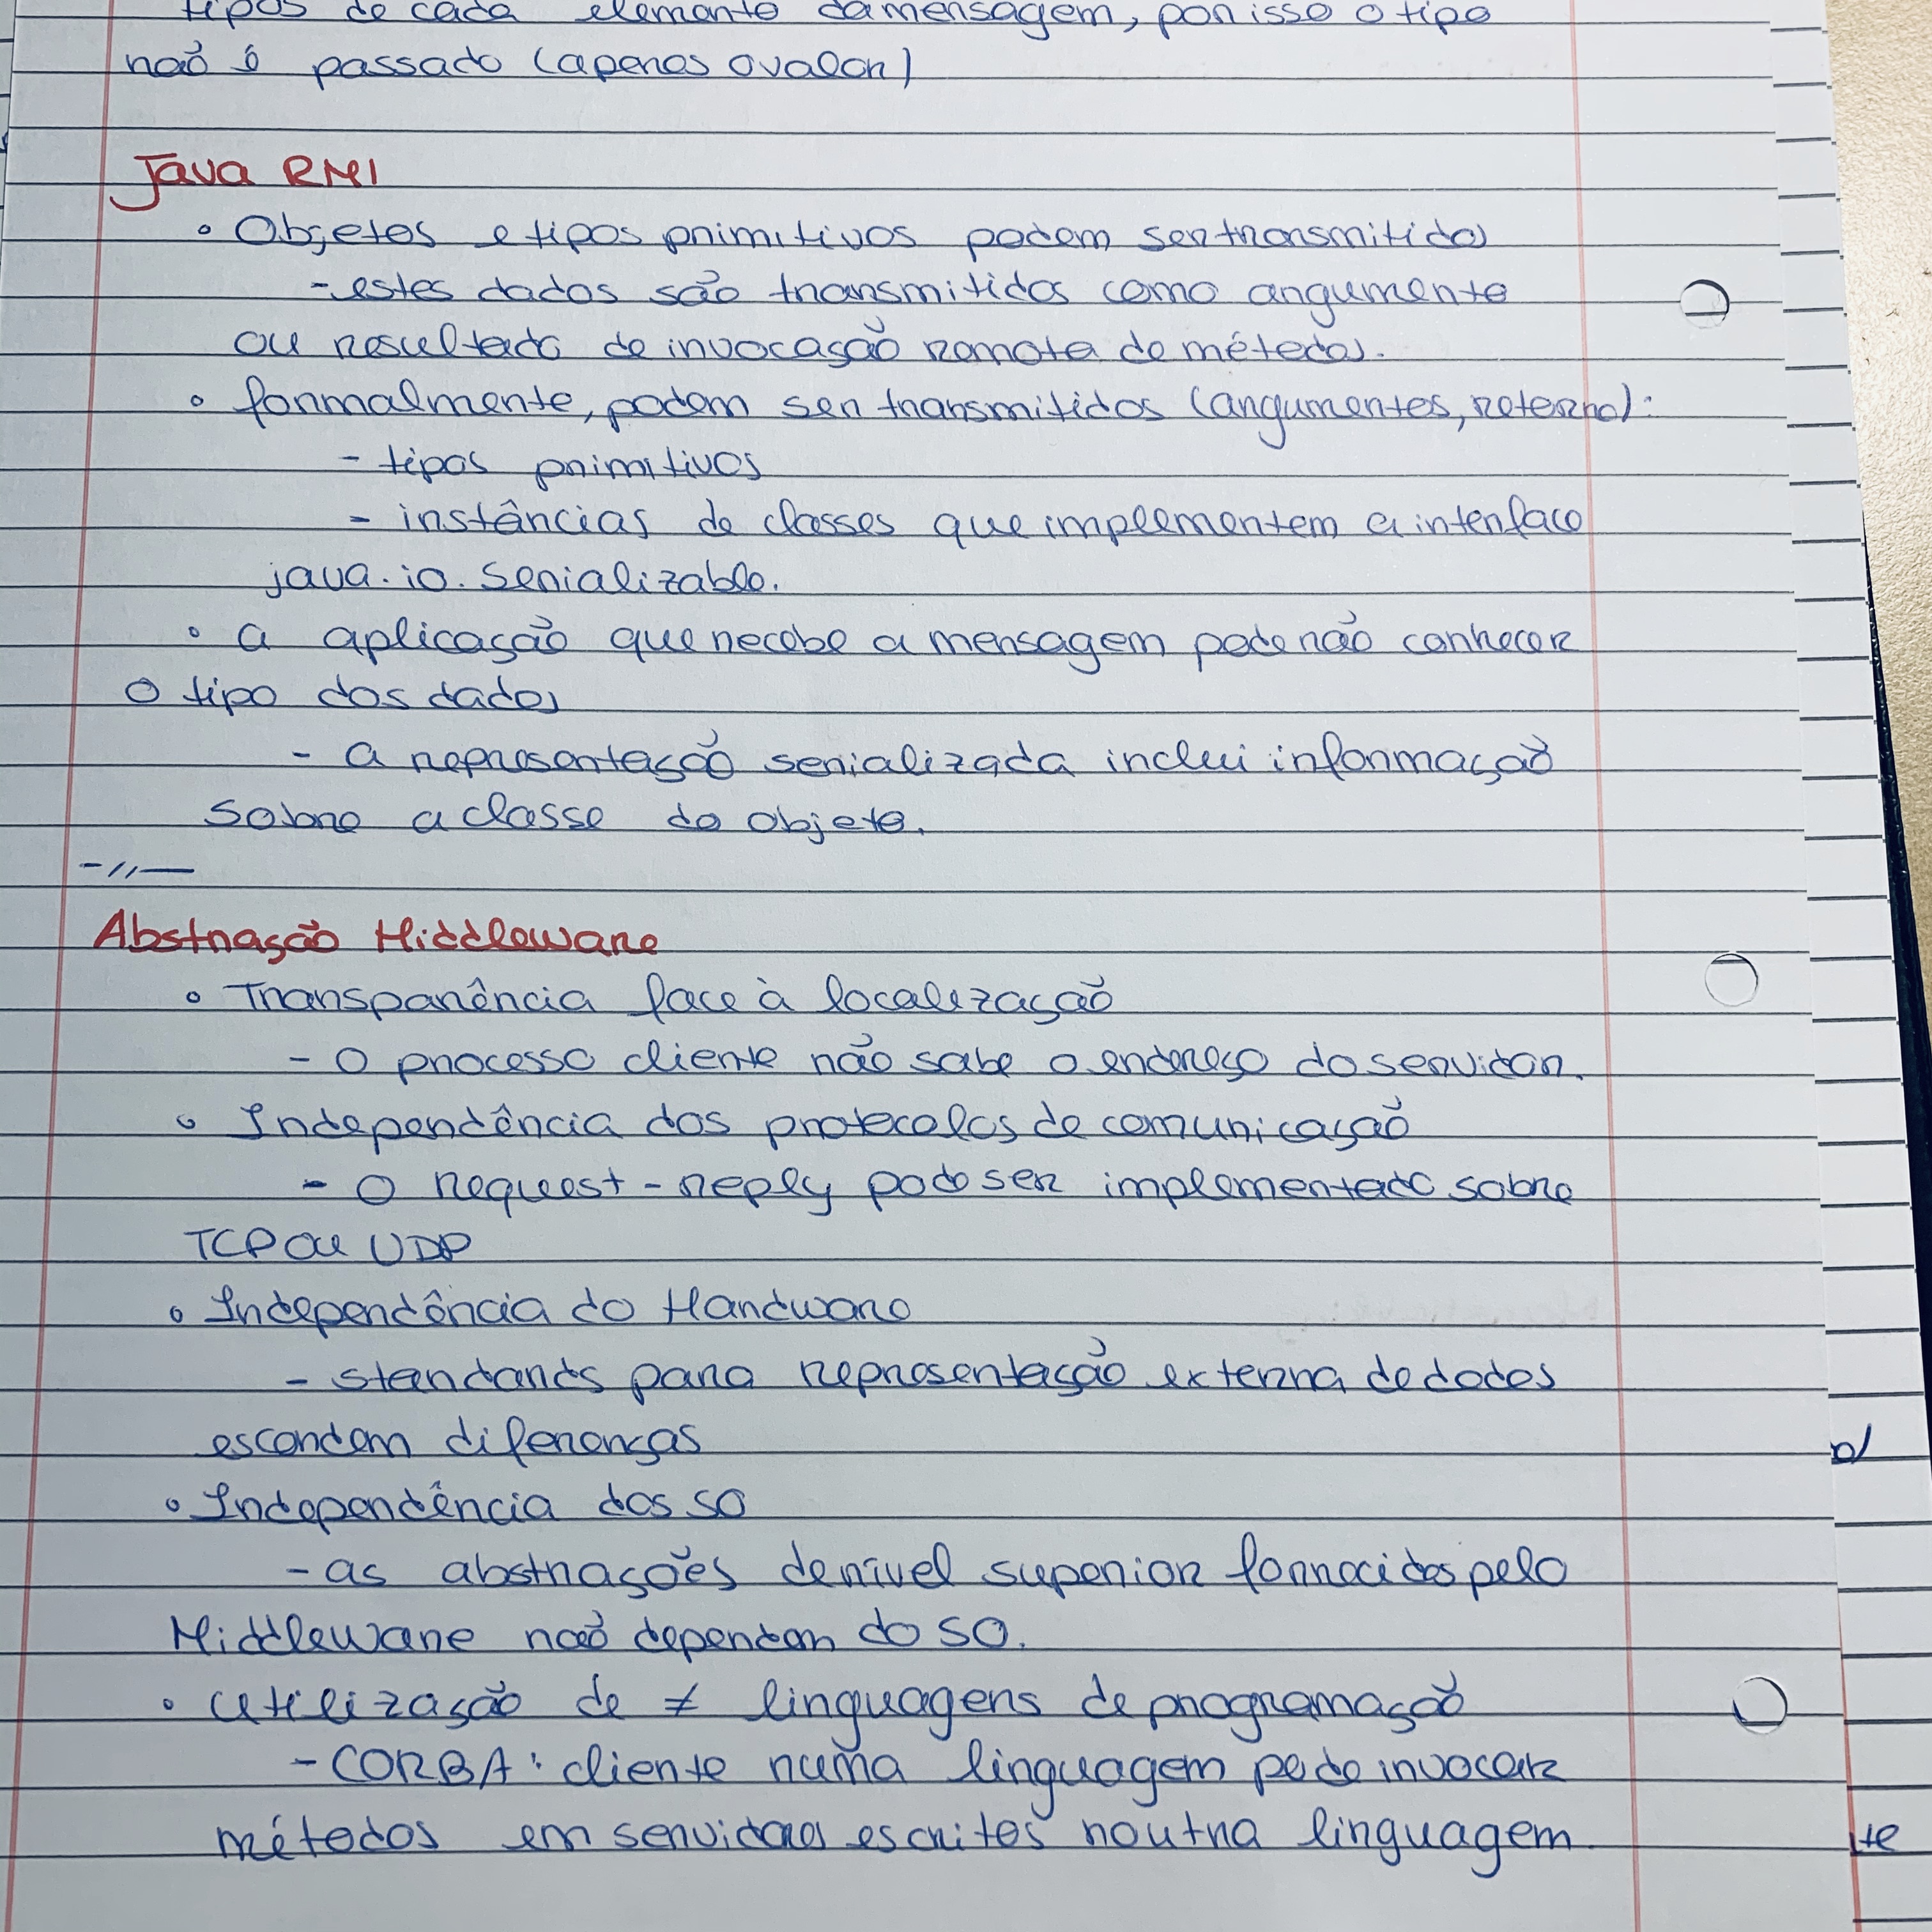 tipos de cada elemento da mensagem, por isso o tipo
não é passado (apenas o valor)
Java RMI
• Objetos e tipos primitivos podem ser transmitidos
- estes dados são transmitidos como argumento
ou resultado de invocação remota de métodos.
• formalmente, podem ser transmitidos (argumentos, retorno):
- tipos primitivos
- instâncias de classes que implementem a interface
java.io.Serializable.
• a aplicação que recebe a mensagem pode não conhecer
o tipo dos dados
- a representação serializada inclui informação
sobre a classe do objeto.
-//-
Abstração Middleware
• Transparência face à localização
- O processo cliente não sabe o endereço do servidor.
• Independência dos protocolos de comunicação
- O request-reply pode ser implementado sobre
TCP ou UDP
• Independência do Hardware
- standards para representação externa de dados
escondem diferenças
• Independência dos SO
- as abstrações de nível superior fornecidas pelo
Middleware não dependem do SO.
• Utilização de ≠ linguagens de programação
- CORBA: cliente numa linguagem pode invocar
métodos em servidores escritos noutra linguagem